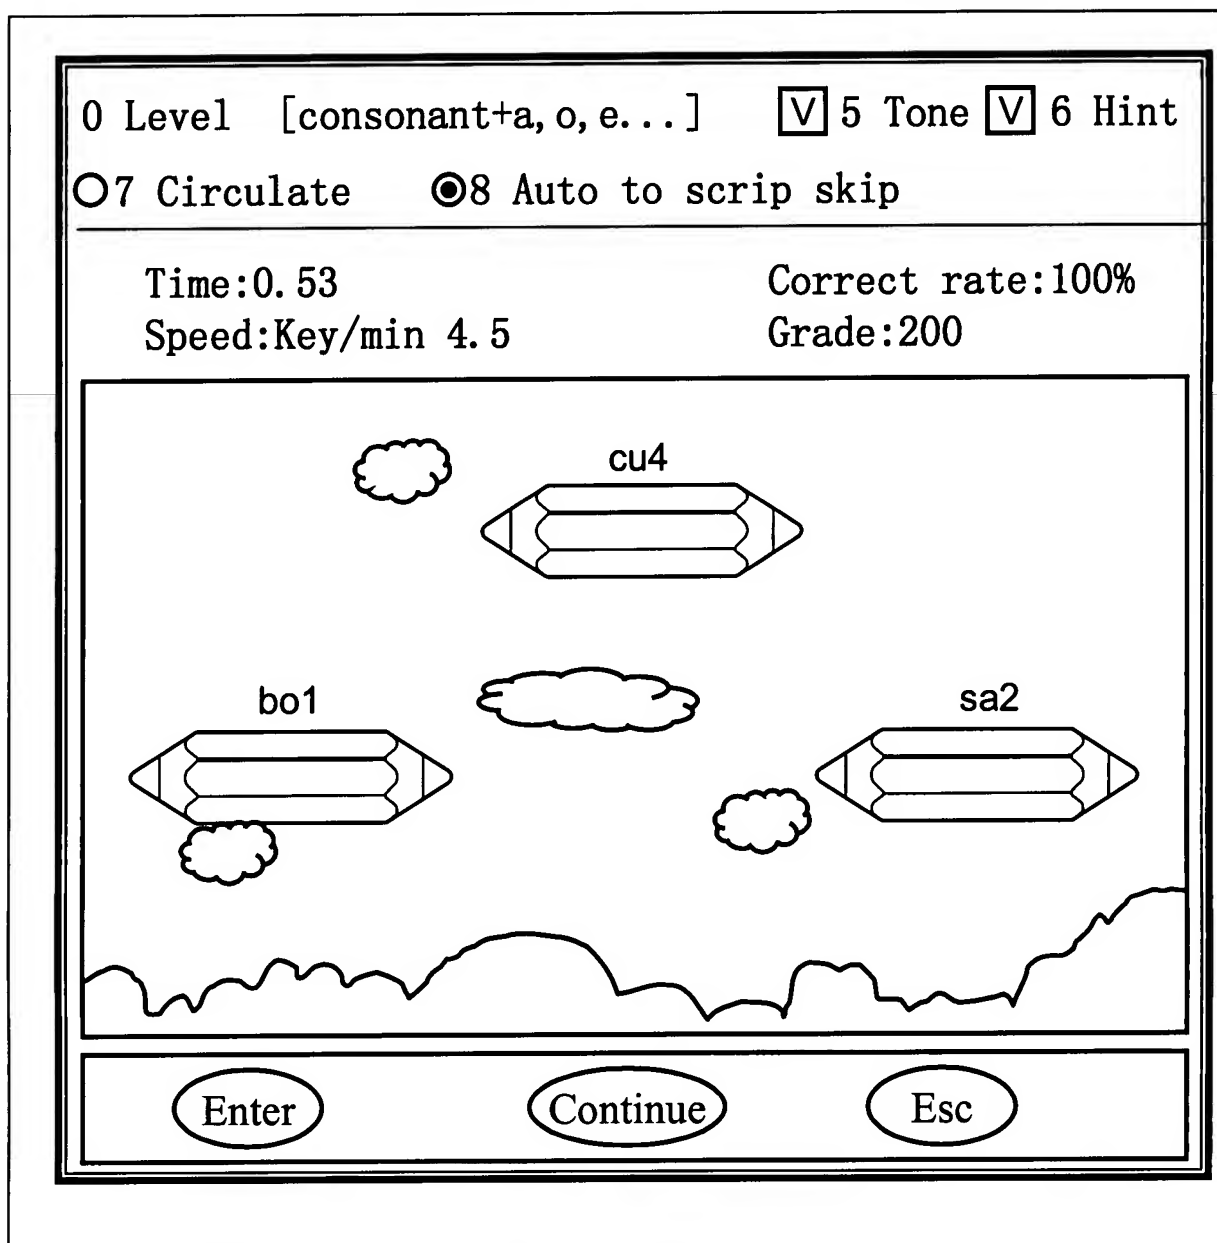 0 Level [consonant+a, o, e...] V 5 Tone V 6 Hint
7 Circulate 8 Auto to scrip skip
Time:0.53 Correct rate:100%
Speed:Key/min 4.5 Grade:200
cu4
bo1 sa2
Enter Continue Esc